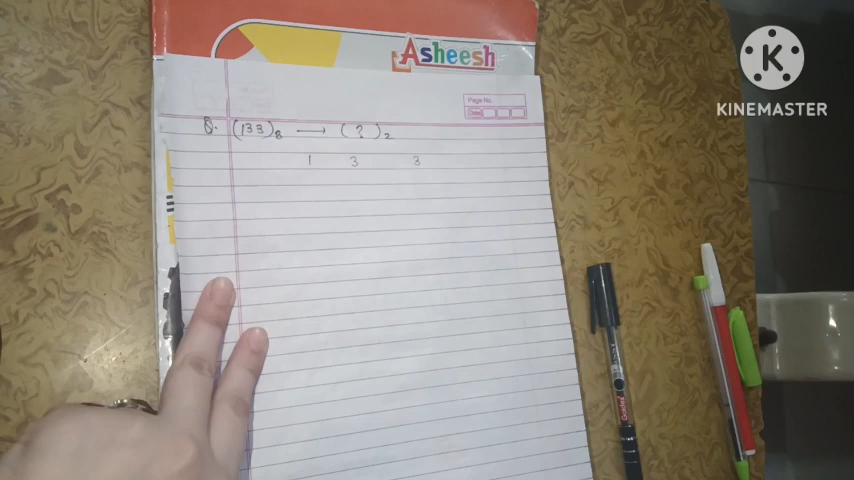 K
KINEMASTER
Asheesh
Page No.
Date
Q. (133)₈ → (?)₂
1 3 3